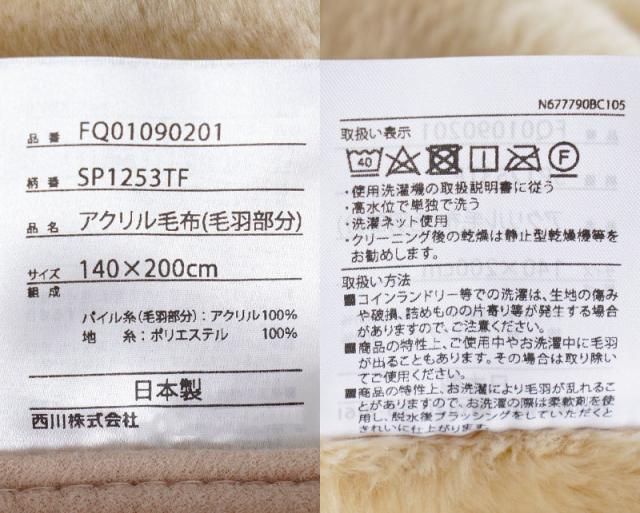 品番 FQ01090201
柄番 SP1253TF
品名 アクリル毛布(毛羽部分)
サイズ 140×200cm
組成
パイル糸(毛羽部分):アクリル100%
地 糸:ポリエステル 100%
日本製
西川株式会社
N677790BC105
取扱い表示
40 F
・使用洗濯機の取扱説明書に従う
・高水位で単独で洗う
・洗濯ネット使用
・クリーニング後の乾燥は静止型乾燥機等を
お勧めします。
取扱い方法
■コインランドリー等での洗濯は、生地の傷み
や破損、詰めものの片寄り等が発生する場合
がありますので、ご注意ください。
■商品の特性上、ご使用中やお洗濯中に毛羽
が出ることもあります。その場合は取り除い
てご使用ください。
■商品の特性上、お洗濯により毛羽が乱れるこ
とがありますので、お洗濯の際は柔軟剤を使
用し、脱水後ブラッシングをしていただくと
きれいに仕上がります。